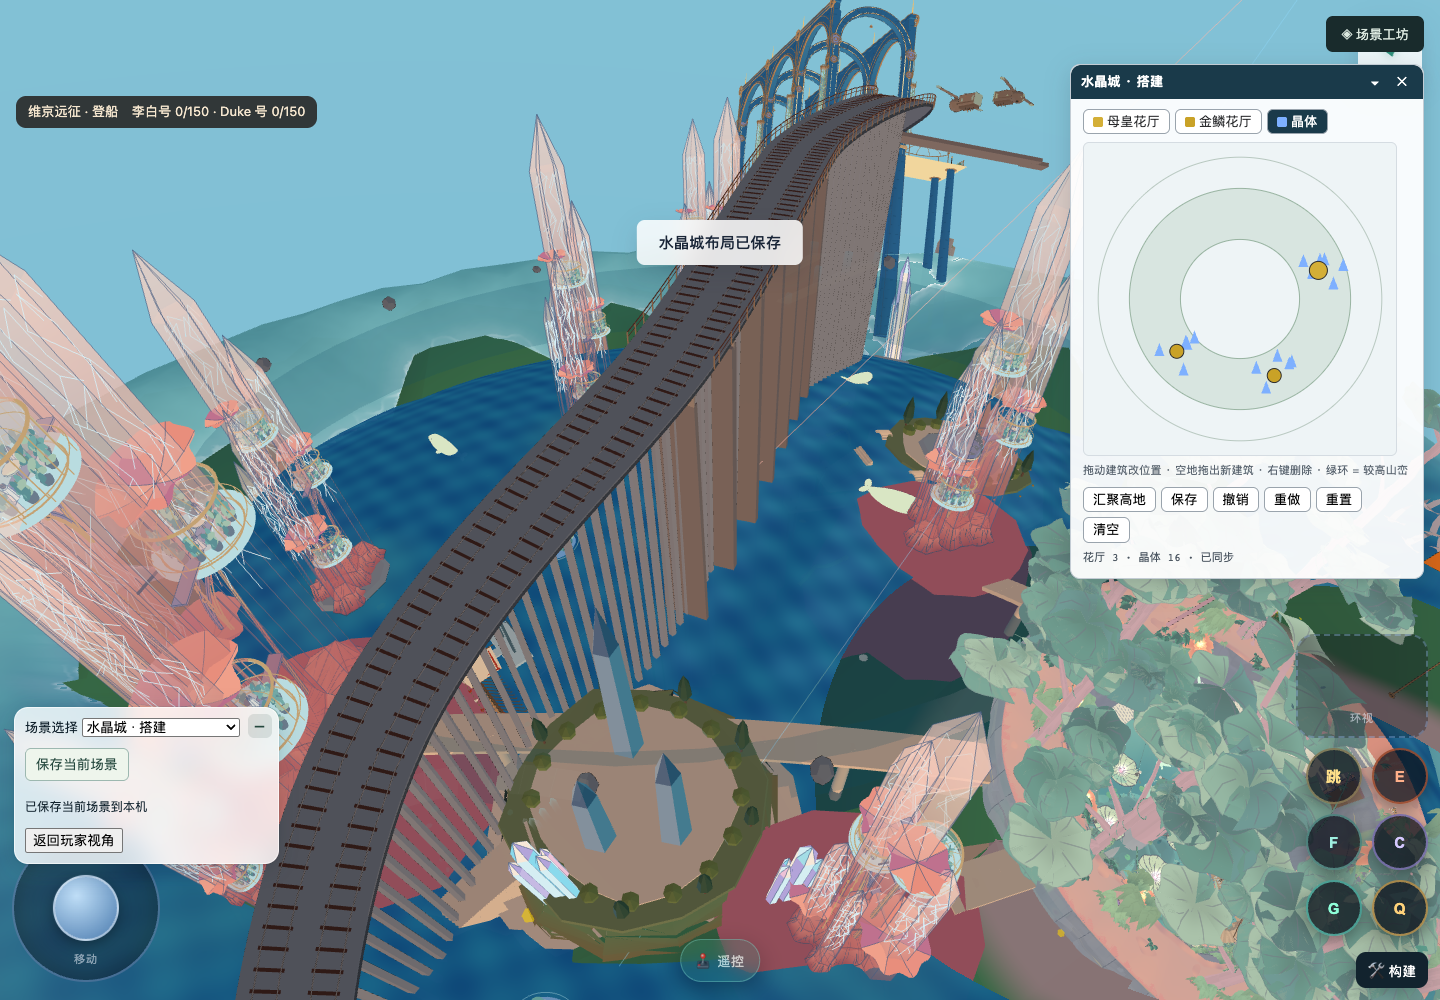 ◈ 场景工坊
水晶城 · 搭建
维京远征 · 登船 李白号 0/150 · Duke 号 0/150
母皇花厅
金鳞花厅
晶体
水晶城布局已保存
拖动建筑改位置 · 空地拖出新建筑 · 右键删除 · 绿环 = 较高山峦
汇聚高地
保存
撤销
重做
重置
清空
花厅 3 · 晶体 16 · 已同步
场景选择
水晶城 · 搭建
保存当前场景
已保存当前场景到本机
返回玩家视角
移动
遥控
环视
跳
E
F
C
G
Q
构建